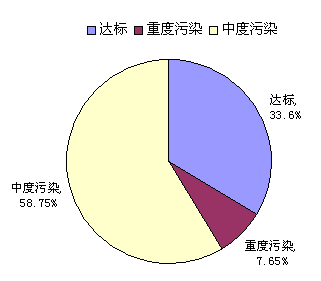 达标 重度污染 中度污染
达标,
33.6%
中度污染,
58.75%
重度污染,
7.65%